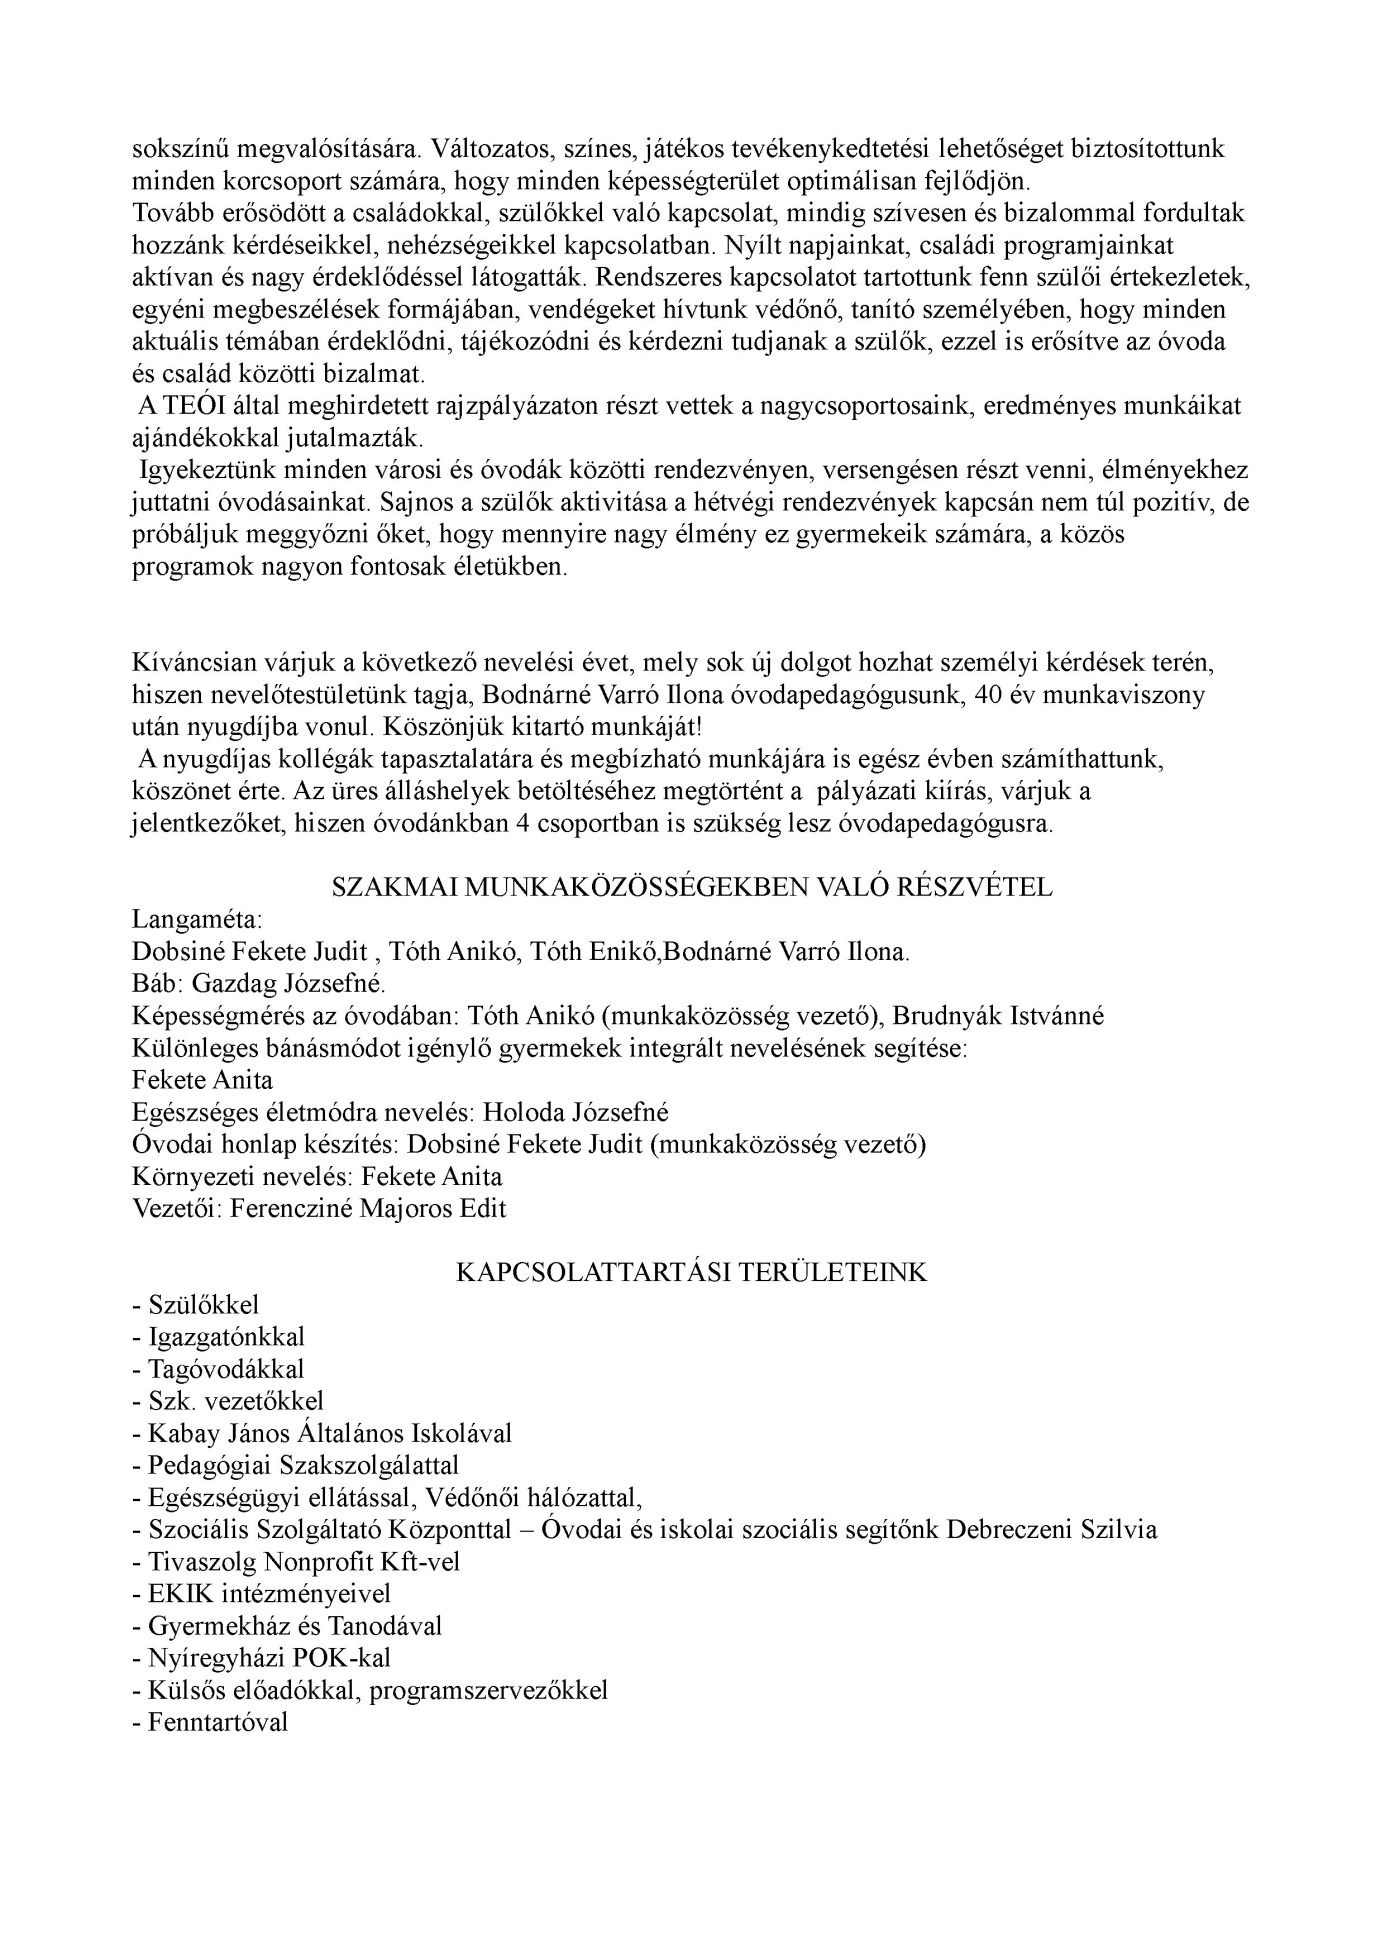 sokszínű megvalósítására. Változatos, színes, játékos tevékenykedtetési lehetőséget biztosítottunk
minden korcsoport számára, hogy minden képességterület optimálisan fejlődjön.
Tovább erősödött a családokkal, szülőkkel való kapcsolat, mindig szívesen és bizalommal fordultak
hozzánk kérdéseikkel, nehézségeikkel kapcsolatban. Nyílt napjainkat, családi programjainkat
aktívan és nagy érdeklődéssel látogatták. Rendszeres kapcsolatot tartottunk fenn szülői értekezletek,
egyéni megbeszélések formájában, vendégeket hívtunk védőnő, tanító személyében, hogy minden
aktuális témában érdeklődni, tájékozódni és kérdezni tudjanak a szülők, ezzel is erősítve az óvoda
és család közötti bizalmat.
A TEÓI által meghirdetett rajzpályázaton részt vettek a nagycsoportosaink, eredményes munkáikat
ajándékokkal jutalmazták.
Igyekeztünk minden városi és óvodák közötti rendezvényen, versengésen részt venni, élményekhez
juttatni óvodásainkat. Sajnos a szülők aktivitása a hétvégi rendezvények kapcsán nem túl pozitív, de
próbáljuk meggyőzni őket, hogy mennyire nagy élmény ez gyermekeik számára, a közös
programok nagyon fontosak életükben.
Kíváncsian várjuk a következő nevelési évet, mely sok új dolgot hozhat személyi kérdések terén,
hiszen nevelőtestületünk tagja, Bodnárné Varró Ilona óvodapedagógusunk, 40 év munkaviszony
után nyugdíjba vonul. Köszönjük kitartó munkáját!
A nyugdíjas kollégák tapasztalatára és megbízható munkájára is egész évben számíthattunk,
köszönet érte. Az üres álláshelyek betöltéséhez megtörtént a  pályázati kiírás, várjuk a
jelentkezőket, hiszen óvodánkban 4 csoportban is szükség lesz óvodapedagógusra.
SZAKMAI MUNKAKÖZÖSSÉGEKBEN VALÓ RÉSZVÉTEL
Langaméta:
Dobsiné Fekete Judit , Tóth Anikó, Tóth Enikő,Bodnárné Varró Ilona.
Báb: Gazdag Józsefné.
Képességmérés az óvodában: Tóth Anikó (munkaközösség vezető), Brudnyák Istvánné
Különleges bánásmódot igénylő gyermekek integrált nevelésének segítése:
Fekete Anita
Egészséges életmódra nevelés: Holoda Józsefné
Óvodai honlap készítés: Dobsiné Fekete Judit (munkaközösség vezető)
Környezeti nevelés: Fekete Anita
Vezetői: Ferencziné Majoros Edit
KAPCSOLATTARTÁSI TERÜLETEINK
- Szülőkkel
- Igazgatónkkal
- Tagóvodákkal
- Szk. vezetőkkel
- Kabay János Általános Iskolával
- Pedagógiai Szakszolgálattal
- Egészségügyi ellátással, Védőnői hálózattal,
- Szociális Szolgáltató Központtal – Óvodai és iskolai szociális segítőnk Debreczeni Szilvia
- Tivaszolg Nonprofit Kft-vel
- EKIK intézményeivel
- Gyermekház és Tanodával
- Nyíregyházi POK-kal
- Külsős előadókkal, programszervezőkkel
- Fenntartóval